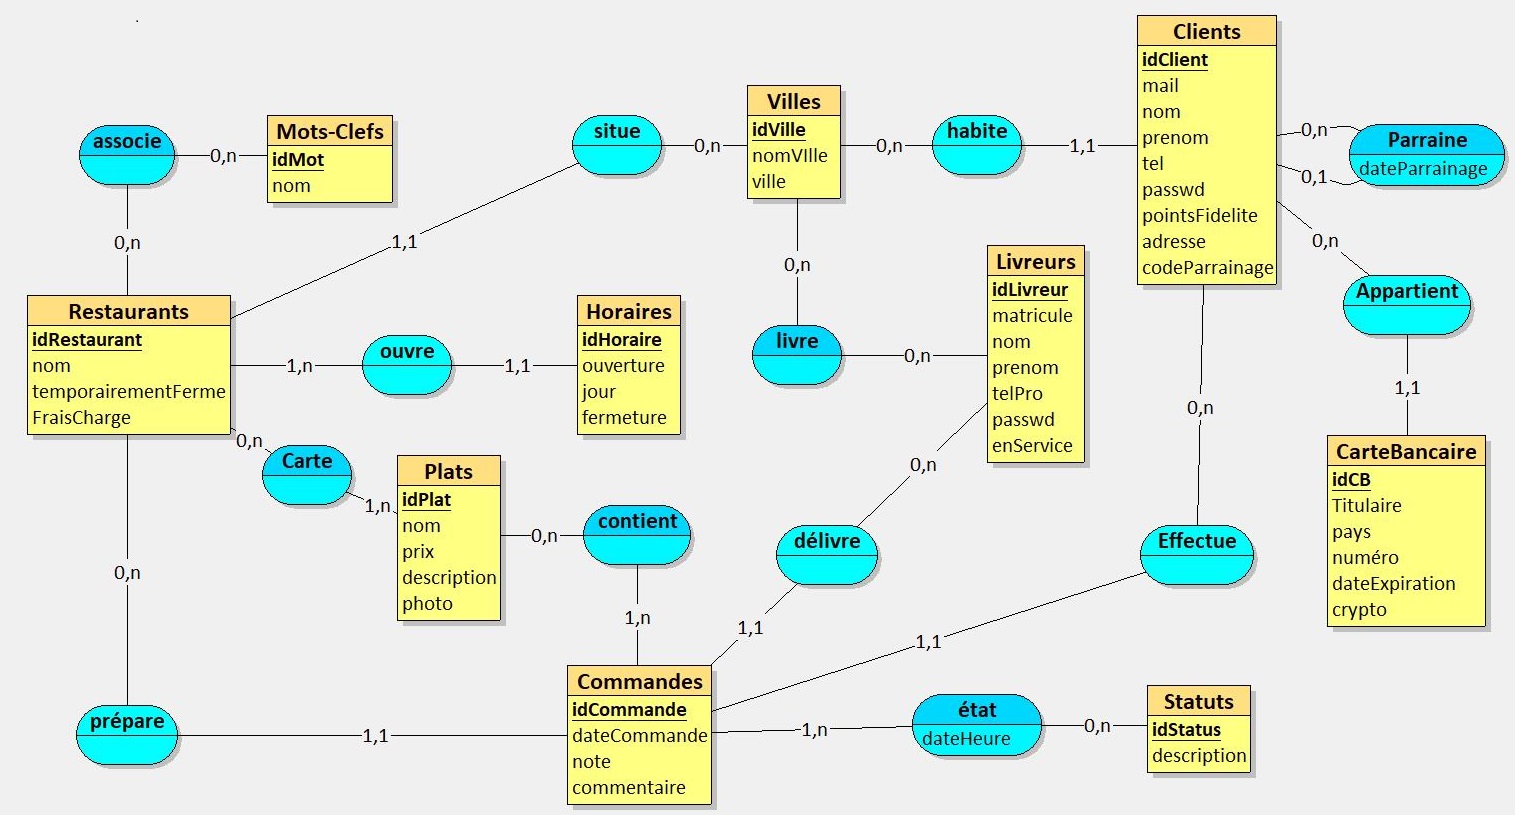 Clients
idClient
mail
nom
prenom
tel
passwd
pointsFidelite
adresse
codeParrainage
0,n
Parraine
dateParrainage
0,1
Villes
idVille
nomVIlle
ville
0,n
habite
1,1
situe
0,n
1,1
associe
0,n
Mots-Clefs
idMot
nom
0,n
0,n
Appartient
1,1
Livreurs
idLivreur
matricule
nom
prenom
telPro
passwd
enService
0,n
livre
0,n
Restaurants
idRestaurant
nom
temporairementFerme
FraisCharge
1,n
ouvre
1,1
Horaires
idHoraire
ouverture
jour
fermeture
0,n
Carte
1,n
Plats
idPlat
nom
prix
description
photo
0,n
contient
1,n
0,n
délivre
1,1
0,n
Effectue
1,1
CarteBancaire
idCB
Titulaire
pays
numéro
dateExpiration
crypto
0,n
prépare
1,1
Commandes
idCommande
dateCommande
note
commentaire
1,n
état
dateHeure
0,n
Statuts
idStatus
description